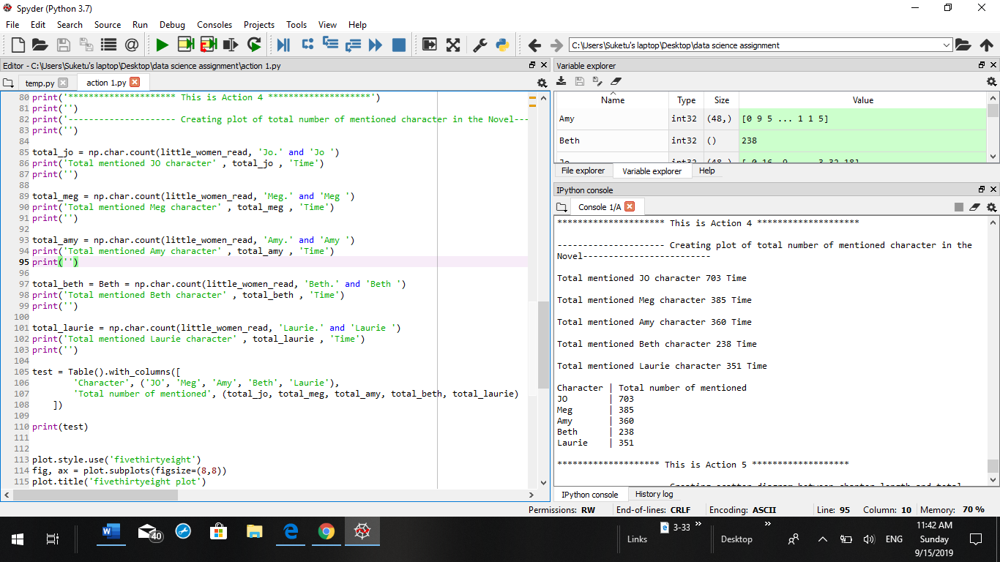 Spyder (Python 3.7)
File Edit Search Source Run Debug Consoles Projects Tools View Help
C:\Users\Suketu's laptop\Desktop\data science assignment
Editor - C:\Users\Suketu's laptop\Desktop\data science assignment\action 1.py
temp.py action 1.py
80 print('********************* This is Action 4 ********************')
81 print('')
82 print('--------------------- Creating plot of total number of mentioned character in the Novel---
83 print('')
84
85 total_jo = np.char.count(little_women_read, 'Jo.' and 'Jo ')
86 print('Total mentioned JO character' , total_jo , 'Time')
87 print('')
88
89 total_meg = np.char.count(little_women_read, 'Meg.' and 'Meg ')
90 print('Total mentioned Meg character' , total_meg , 'Time')
91 print('')
92
93 total_amy = np.char.count(little_women_read, 'Amy.' and 'Amy ')
94 print('Total mentioned Amy character' , total_amy , 'Time')
95 print('')
96
97 total_beth = Beth = np.char.count(little_women_read, 'Beth.' and 'Beth ')
98 print('Total mentioned Beth character' , total_beth , 'Time')
99 print('')
100
101 total_laurie = np.char.count(little_women_read, 'Laurie.' and 'Laurie ')
102 print('Total mentioned Laurie character' , total_laurie , 'Time')
103 print('')
104
105 test = Table().with_columns([
106 'Character', ('JO', 'Meg', 'Amy', 'Beth', 'Laurie'),
107 'Total number of mentioned', (total_jo, total_meg, total_amy, total_beth, total_laurie)
108 ])
109
110 print(test)
111
112
113 plot.style.use('fivethirtyeight')
114 fig, ax = plot.subplots(figsize=(8,8))
115 plot.title('fivethirtyeight plot')
Variable explorer
Name Type Size Value
Amy int32 (48,) [0 9 5 ... 1 1 5]
Beth int32 () 238
File explorer Variable explorer Help
IPython console
Console 1/A
********************* This is Action 4 ********************
--------------------- Creating plot of total number of mentioned character in the
Novel-------------------------
Total mentioned JO character 703 Time
Total mentioned Meg character 385 Time
Total mentioned Amy character 360 Time
Total mentioned Beth character 238 Time
Total mentioned Laurie character 351 Time
Character | Total number of mentioned
JO | 703
Meg | 385
Amy | 360
Beth | 238
Laurie | 351
******************** This is Action 5 *******************
IPython console History log
Permissions: RW End-of-lines: CRLF Encoding: ASCII Line: 95 Column: 10 Memory: 70 %
40
Links
3-33
Desktop
ENG
11:42 AM
Sunday
9/15/2019